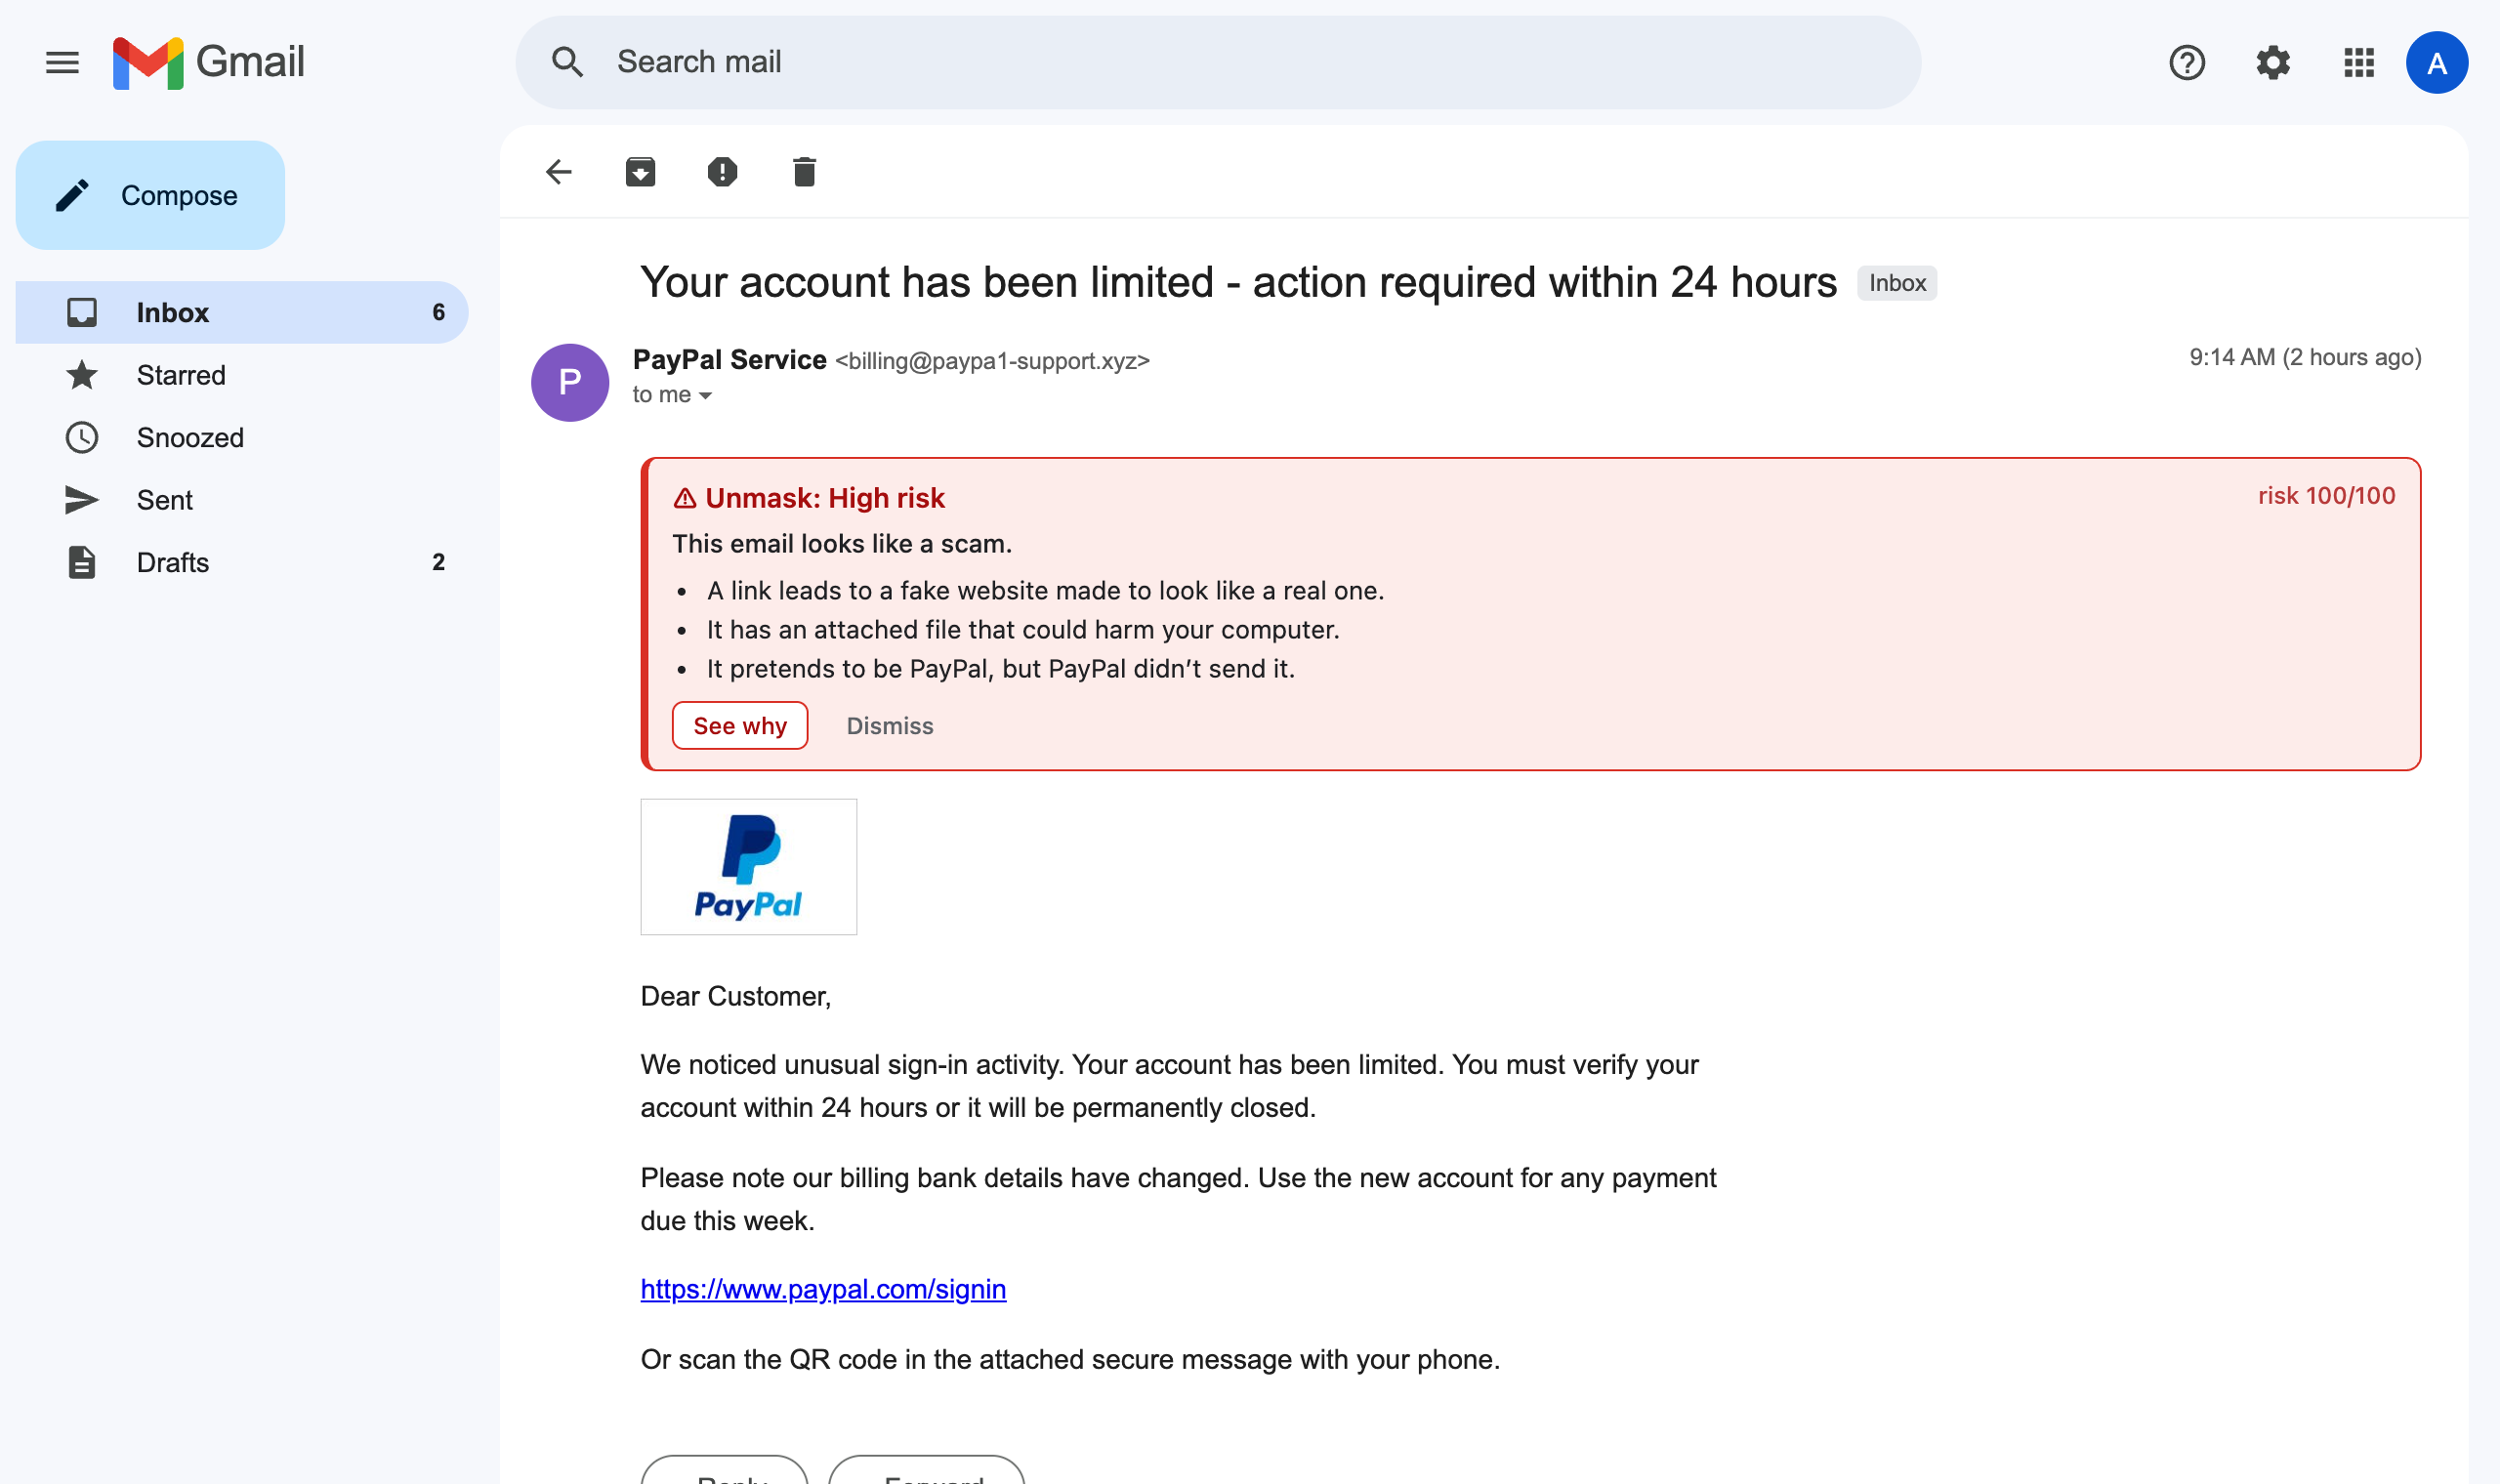 Gmail
Search mail
A
Compose
Inbox 6
Starred
Snoozed
Sent
Drafts 2
Your account has been limited - action required within 24 hours Inbox
P
PayPal Service <billing@paypa1-support.xyz> 9:14 AM (2 hours ago)
to me
Unmask: High risk risk 100/100
This email looks like a scam.
• A link leads to a fake website made to look like a real one.
• It has an attached file that could harm your computer.
• It pretends to be PayPal, but PayPal didn’t send it.
See why Dismiss
PayPal
Dear Customer,
We noticed unusual sign-in activity. Your account has been limited. You must verify your
account within 24 hours or it will be permanently closed.
Please note our billing bank details have changed. Use the new account for any payment
due this week.
https://www.paypal.com/signin
Or scan the QR code in the attached secure message with your phone.
Reply Forward